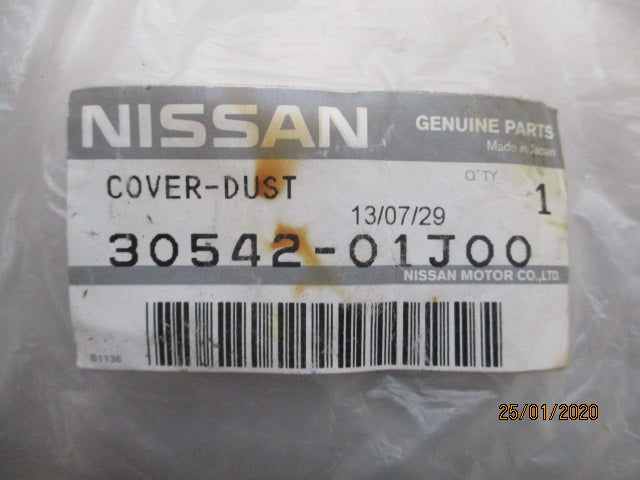 NISSAN
GENUINE PARTS
Made in Japan
COVER-DUST
Q'TY 1
13/07/29
30542-01J00
NISSAN MOTOR CO.,LTD.
B1136
25/01/2020